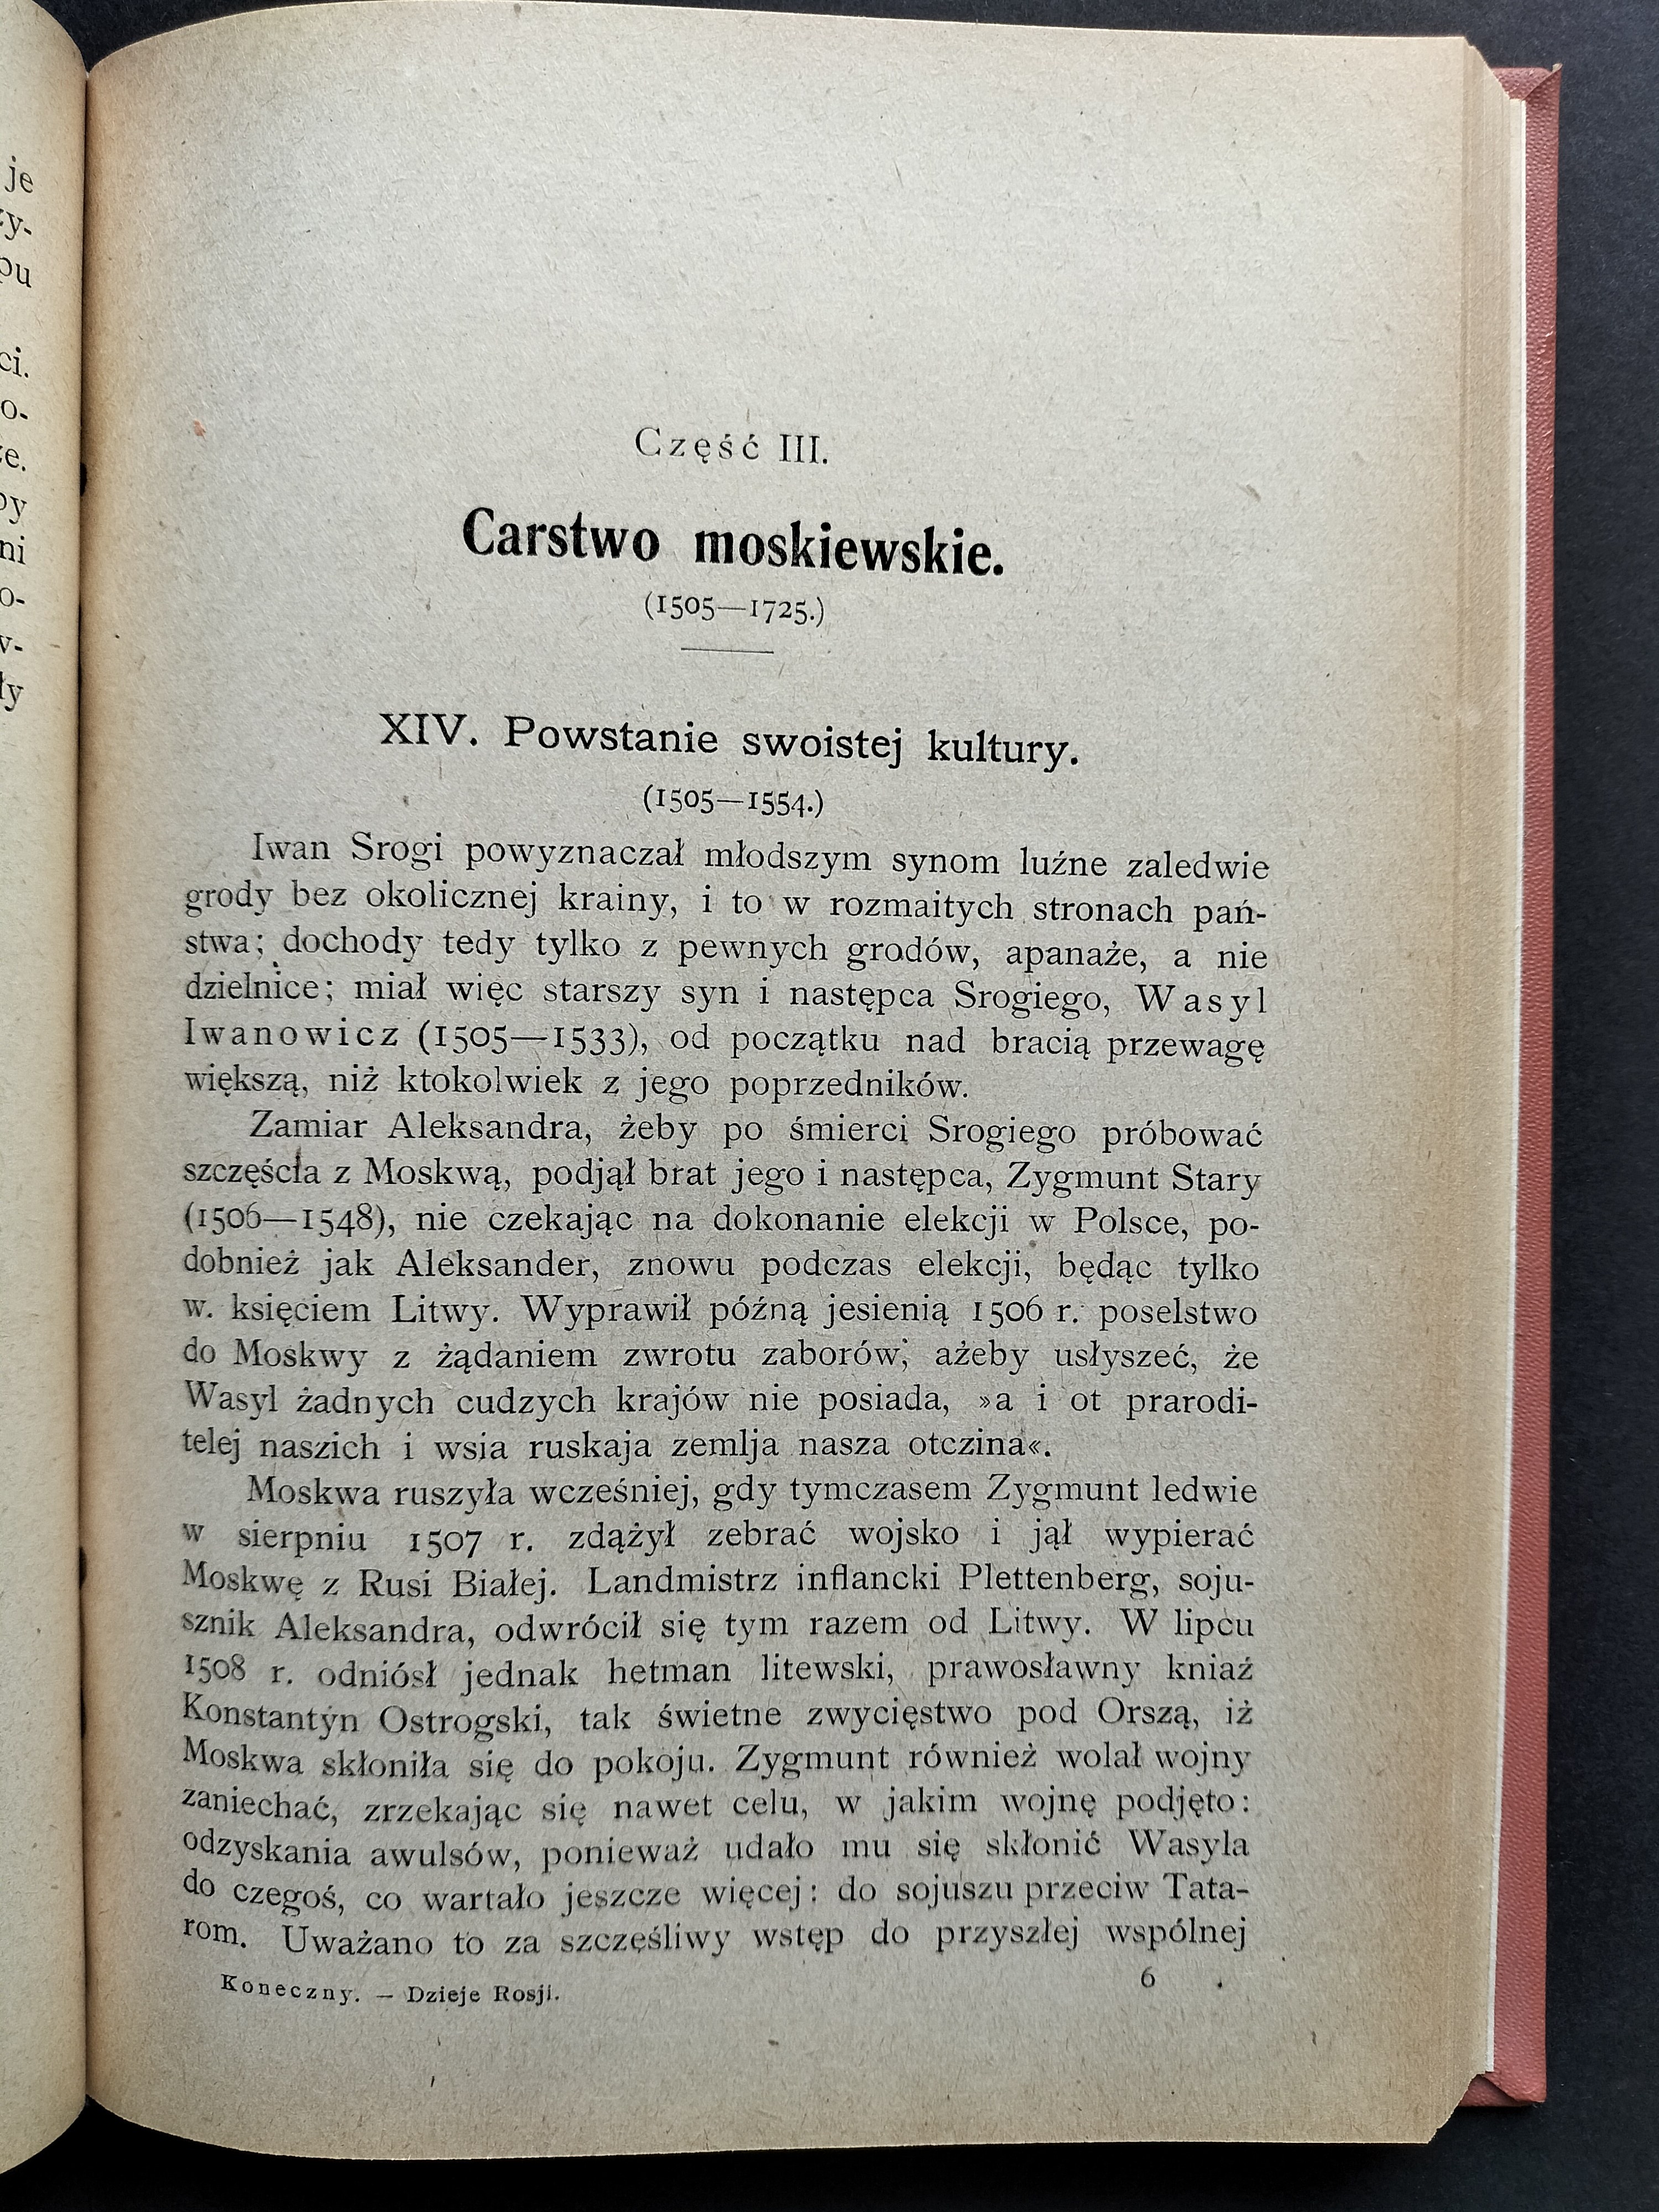 je
zy-
pu
ci.
o-
ze.
by
ni
o-
w-
ły
Część III.
Carstwo moskiewskie.
(1505—1725.)
XIV. Powstanie swoistej kultury.
(1505—1554.)
Iwan Srogi powyznaczał młodszym synom luźne zaledwie
grody bez okolicznej krainy, i to w rozmaitych stronach pań-
stwa; dochody tedy tylko z pewnych grodów, apanaże, a nie
dzielnice; miał więc starszy syn i następca Srogiego, Wasyl
Iwanowicz (1505—1533), od początku nad bracią przewagę
większą, niż ktokolwiek z jego poprzedników.
Zamiar Aleksandra, żeby po śmierci Srogiego próbować
szczęścia z Moskwą, podjął brat jego i następca, Zygmunt Stary
(1506—1548), nie czekając na dokonanie elekcji w Polsce, po-
dobnież jak Aleksander, znowu podczas elekcji, będąc tylko
w. księciem Litwy. Wyprawił późną jesienią 1506 r. poselstwo
do Moskwy z żądaniem zwrotu zaborów, ażeby usłyszeć, że
Wasyl żadnych cudzych krajów nie posiada, »a i ot prarodi-
telej naszich i wsia ruskaja zemlja nasza otczina«.
Moskwa ruszyła wcześniej, gdy tymczasem Zygmunt ledwie
w sierpniu 1507 r. zdążył zebrać wojsko i jął wypierać
Moskwę z Rusi Białej. Landmistrz inflancki Plettenberg, soju-
sznik Aleksandra, odwrócił się tym razem od Litwy. W lipcu
1508 r. odniósł jednak hetman litewski, prawosławny kniaź
Konstantyn Ostrogski, tak świetne zwycięstwo pod Orszą, iż
Moskwa skłoniła się do pokoju. Zygmunt również wolał wojny
zaniechać, zrzekając się nawet celu, w jakim wojnę podjęto:
odzyskania awulsów, ponieważ udało mu się skłonić Wasyla
do czegoś, co wartało jeszcze więcej: do sojuszu przeciw Tata-
rom. Uważano to za szczęśliwy wstęp do przyszłej wspólnej
Koneczny. — Dzieje Rosji.
6